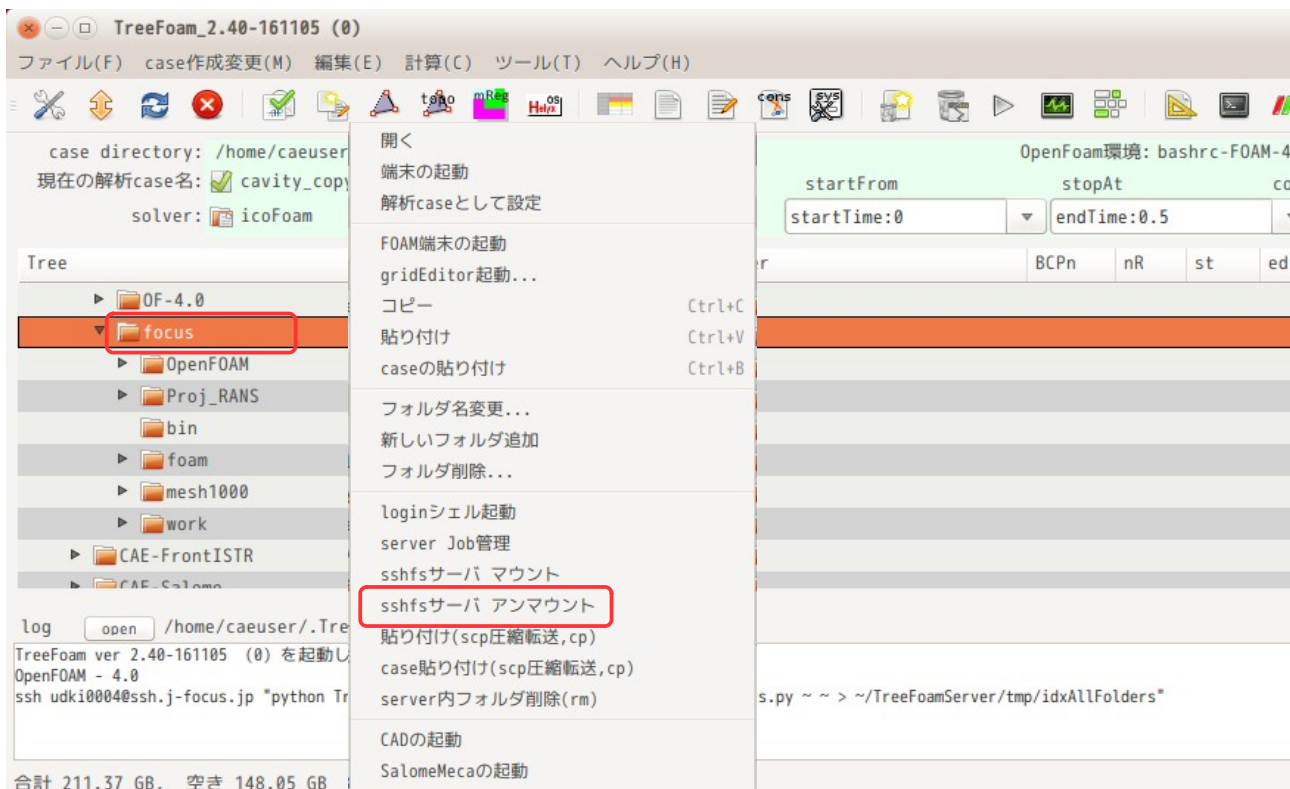 TreeFoam_2.40-161105 (0)
ファイル(F) case作成変更(M) 編集(E) 計算(C) ツール(T) ヘルプ(H)
topo mReg Helyx OS cons sys
case directory: /home/caeuser
OpenFoam環境: bashrc-FOAM-4
現在の解析case名: cavity_copy
startFrom stopAt co
solver: icoFoam
startTime:0 endTime:0.5
Tree
BCPn nR st ed
OF-4.0
focus
OpenFOAM
Proj_RANS
bin
foam
mesh1000
work
CAE-FrontISTR
CAE-Salome
開く
端末の起動
解析caseとして設定
FOAM端末の起動
gridEditor起動...
コピー Ctrl+C
貼り付け Ctrl+V
caseの貼り付け Ctrl+B
フォルダ名変更...
新しいフォルダ追加
フォルダ削除...
loginシェル起動
server Job管理
sshfsサーバ マウント
sshfsサーバ アンマウント
貼り付け(scp圧縮転送,cp)
case貼り付け(scp圧縮転送,cp)
server内フォルダ削除(rm)
CADの起動
SalomeMecaの起動
log open /home/caeuser/.Tre
TreeFoam ver 2.40-161105 (0) を起動し
OpenFOAM - 4.0
ssh udki0004@ssh.j-focus.jp "python Tr s.py ~ ~ > ~/TreeFoamServer/tmp/idxAllFolders"
合計 211.37 GB, 空き 148.05 GB